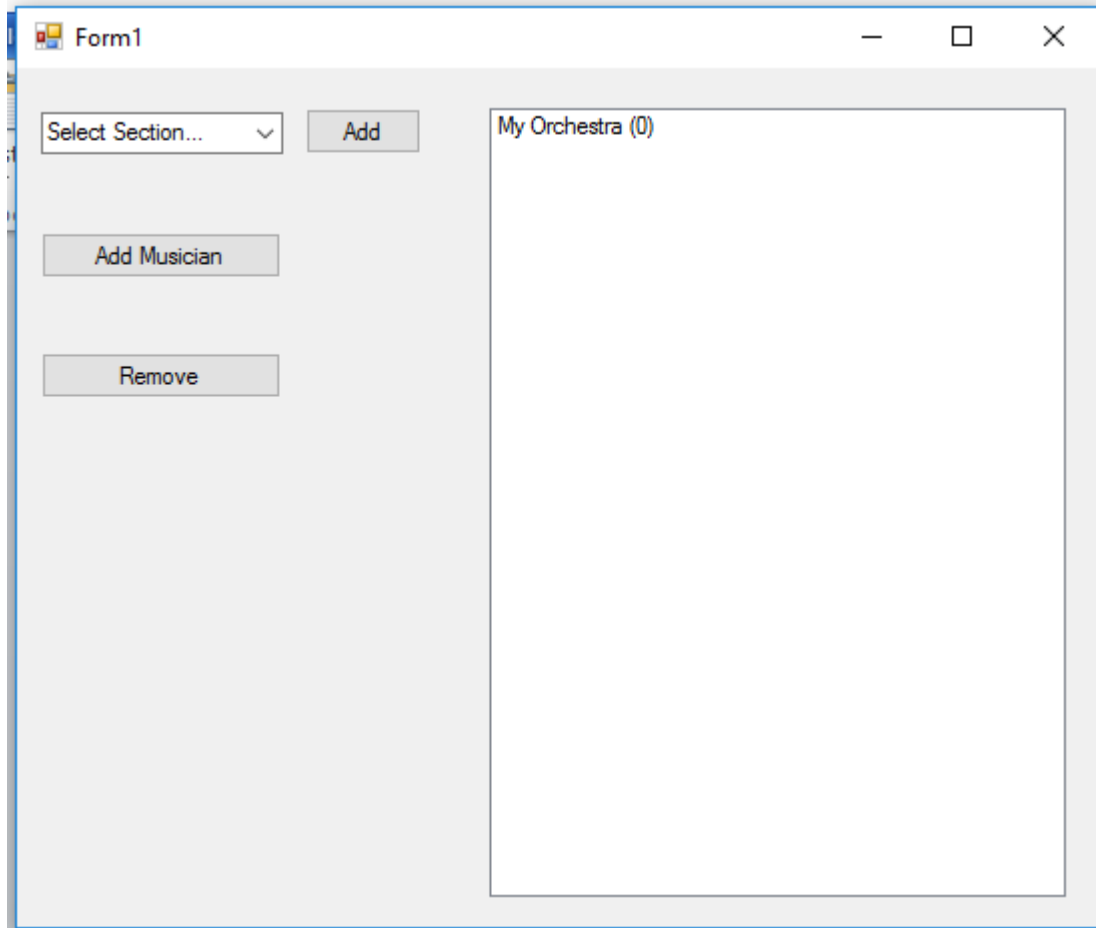 Form1
Select Section...
Add
My Orchestra (0)
Add Musician
Remove